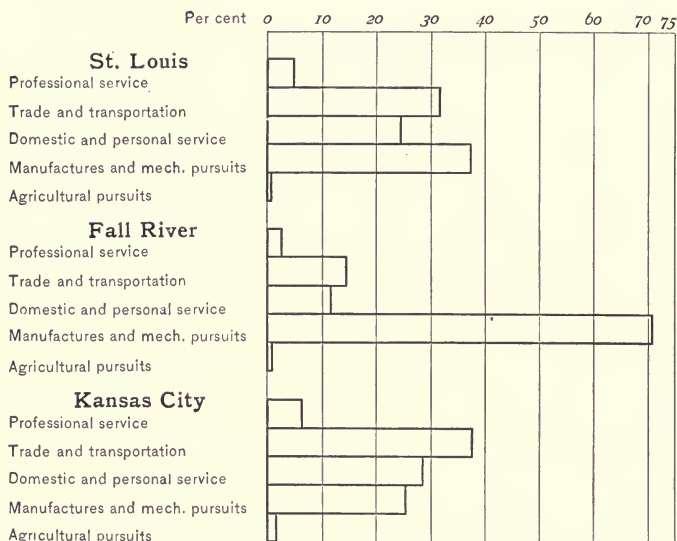 Per cent 0 10 20 30 40 50 60 70 75
St. Louis
Professional service
Trade and transportation
Domestic and personal service
Manufactures and mech. pursuits
Agricultural pursuits
Fall River
Professional service
Trade and transportation
Domestic and personal service
Manufactures and mech. pursuits
Agricultural pursuits
Kansas City
Professional service
Trade and transportation
Domestic and personal service
Manufactures and mech. pursuits
Agricultural pursuits